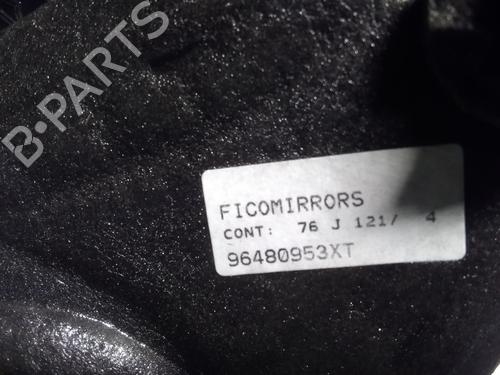 B-PARTS
FICOMIRRORS
CONT: 76 J 121/ 4
96480953XT